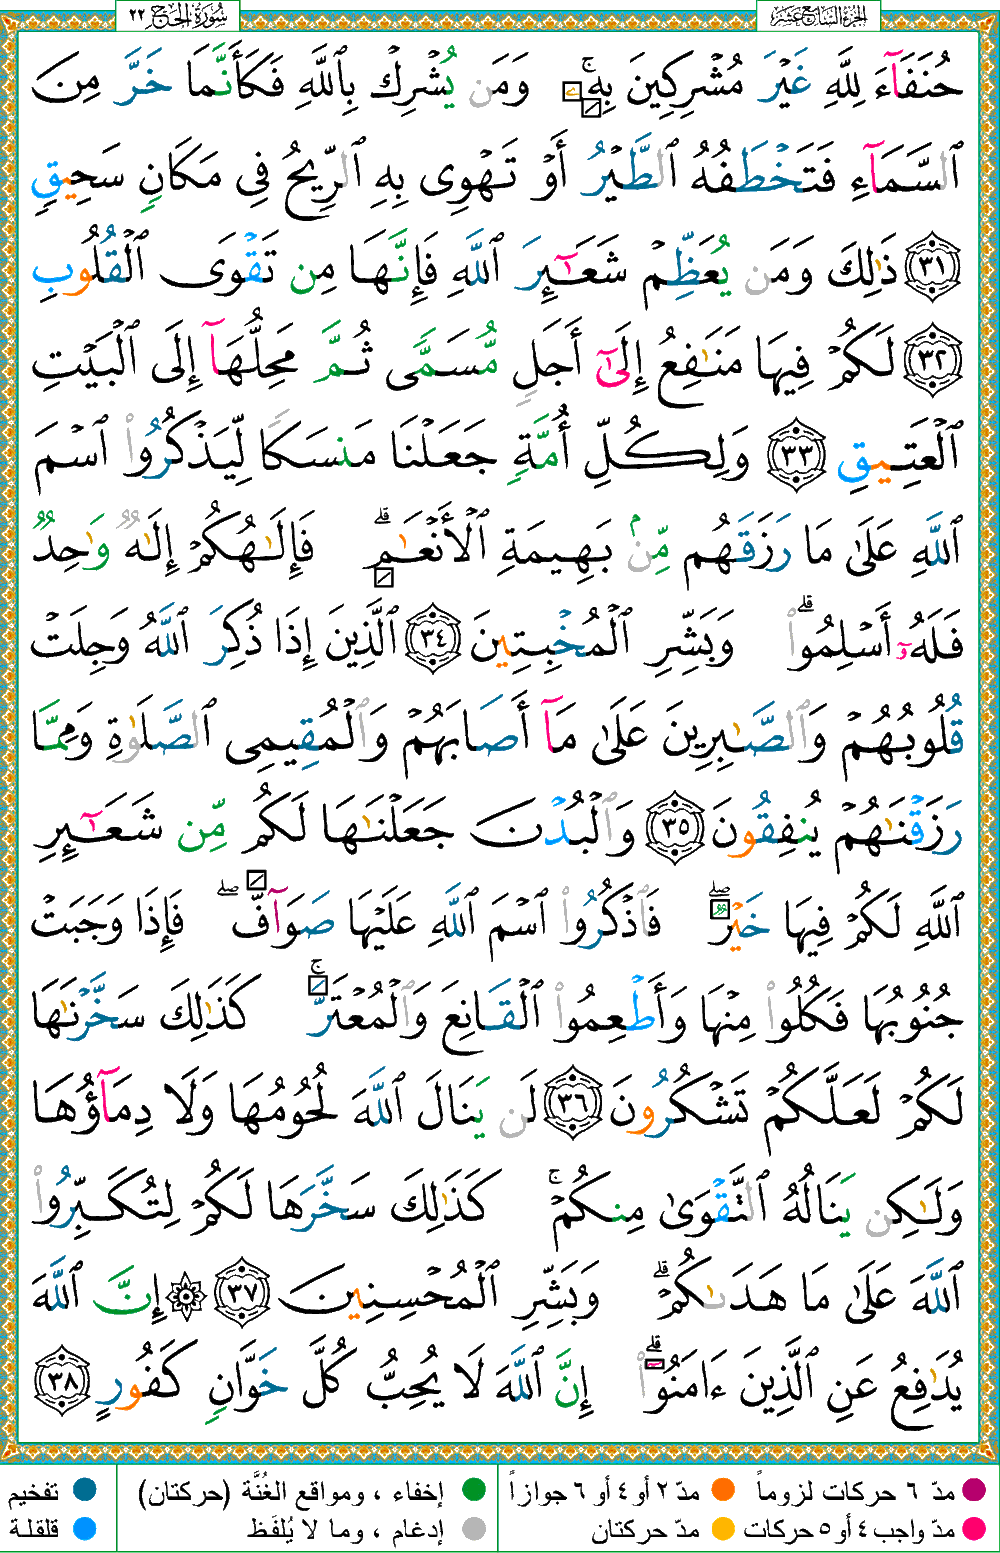 سُورَةُ الحَجِّ ٢٢
الجُزْءُ السَّابِعَ عَشَرَ
حُنَفَآءَ لِلَّهِ غَيْرَ مُشْرِكِينَ بِهِۦۚ وَمَن يُشْرِكْ بِٱللَّهِ فَكَأَنَّمَا خَرَّ مِنَ
ٱلسَّمَآءِ فَتَخْطَفُهُ ٱلطَّيْرُ أَوْ تَهْوِى بِهِ ٱلرِّيحُ فِى مَكَانٍ سَحِيقٍ
٣١ ذَٰلِكَ وَمَن يُعَظِّمْ شَعَٰٓئِرَ ٱللَّهِ فَإِنَّهَا مِن تَقْوَى ٱلْقُلُوبِ
٣٢ لَكُمْ فِيهَا مَنَٰفِعُ إِلَىٰٓ أَجَلٍ مُّسَمًّى ثُمَّ مَحِلُّهَآ إِلَى ٱلْبَيْتِ
ٱلْعَتِيقِ ٣٣ وَلِكُلِّ أُمَّةٍ جَعَلْنَا مَنسَكًا لِّيَذْكُرُوا۟ ٱسْمَ
ٱللَّهِ عَلَىٰ مَا رَزَقَهُم مِّنۢ بَهِيمَةِ ٱلْأَنْعَٰمِۗ فَإِلَٰهُكُمْ إِلَٰهٌ وَٰحِدٌ
فَلَهُۥٓ أَسْلِمُوا۟ۗ وَبَشِّرِ ٱلْمُخْبِتِينَ ٣٤ ٱلَّذِينَ إِذَا ذُكِرَ ٱللَّهُ وَجِلَتْ
قُلُوبُهُمْ وَٱلصَّٰبِرِينَ عَلَىٰ مَآ أَصَابَهُمْ وَٱلْمُقِيمِى ٱلصَّلَوٰةِ وَمِمَّا
رَزَقْنَٰهُمْ يُنفِقُونَ ٣٥ وَٱلْبُدْنَ جَعَلْنَٰهَا لَكُم مِّن شَعَٰٓئِرِ
ٱللَّهِ لَكُمْ فِيهَا خَيْرٌۖ فَٱذْكُرُوا۟ ٱسْمَ ٱللَّهِ عَلَيْهَا صَوَآفَّۖ فَإِذَا وَجَبَتْ
جُنُوبُهَا فَكُلُوا۟ مِنْهَا وَأَطْعِمُوا۟ ٱلْقَانِعَ وَٱلْمُعْتَرَّۚ كَذَٰلِكَ سَخَّرْنَٰهَا
لَكُمْ لَعَلَّكُمْ تَشْكُرُونَ ٣٦ لَن يَنَالَ ٱللَّهَ لُحُومُهَا وَلَا دِمَآؤُهَا
وَلَٰكِن يَنَالُهُ ٱلتَّقْوَىٰ مِنكُمْۚ كَذَٰلِكَ سَخَّرَهَا لَكُمْ لِتُكَبِّرُوا۟
ٱللَّهَ عَلَىٰ مَا هَدَىٰكُمْۗ وَبَشِّرِ ٱلْمُحْسِنِينَ ٣٧ ۞ إِنَّ ٱللَّهَ
يُدَٰفِعُ عَنِ ٱلَّذِينَ ءَامَنُوٓا۟ۗ إِنَّ ٱللَّهَ لَا يُحِبُّ كُلَّ خَوَّانٍ كَفُورٍ ٣٨
مدّ ٦ حركات لزوماً
مدّ ٢ أو ٤ أو ٦ جوازاً
إخفاء ، ومواقع الغُنَّة (حركتان)
تفخيم
مدّ واجب ٤ أو ٥ حركات
مدّ حركتان
إدغام ، وما لا يُلفَظ
قلقلة